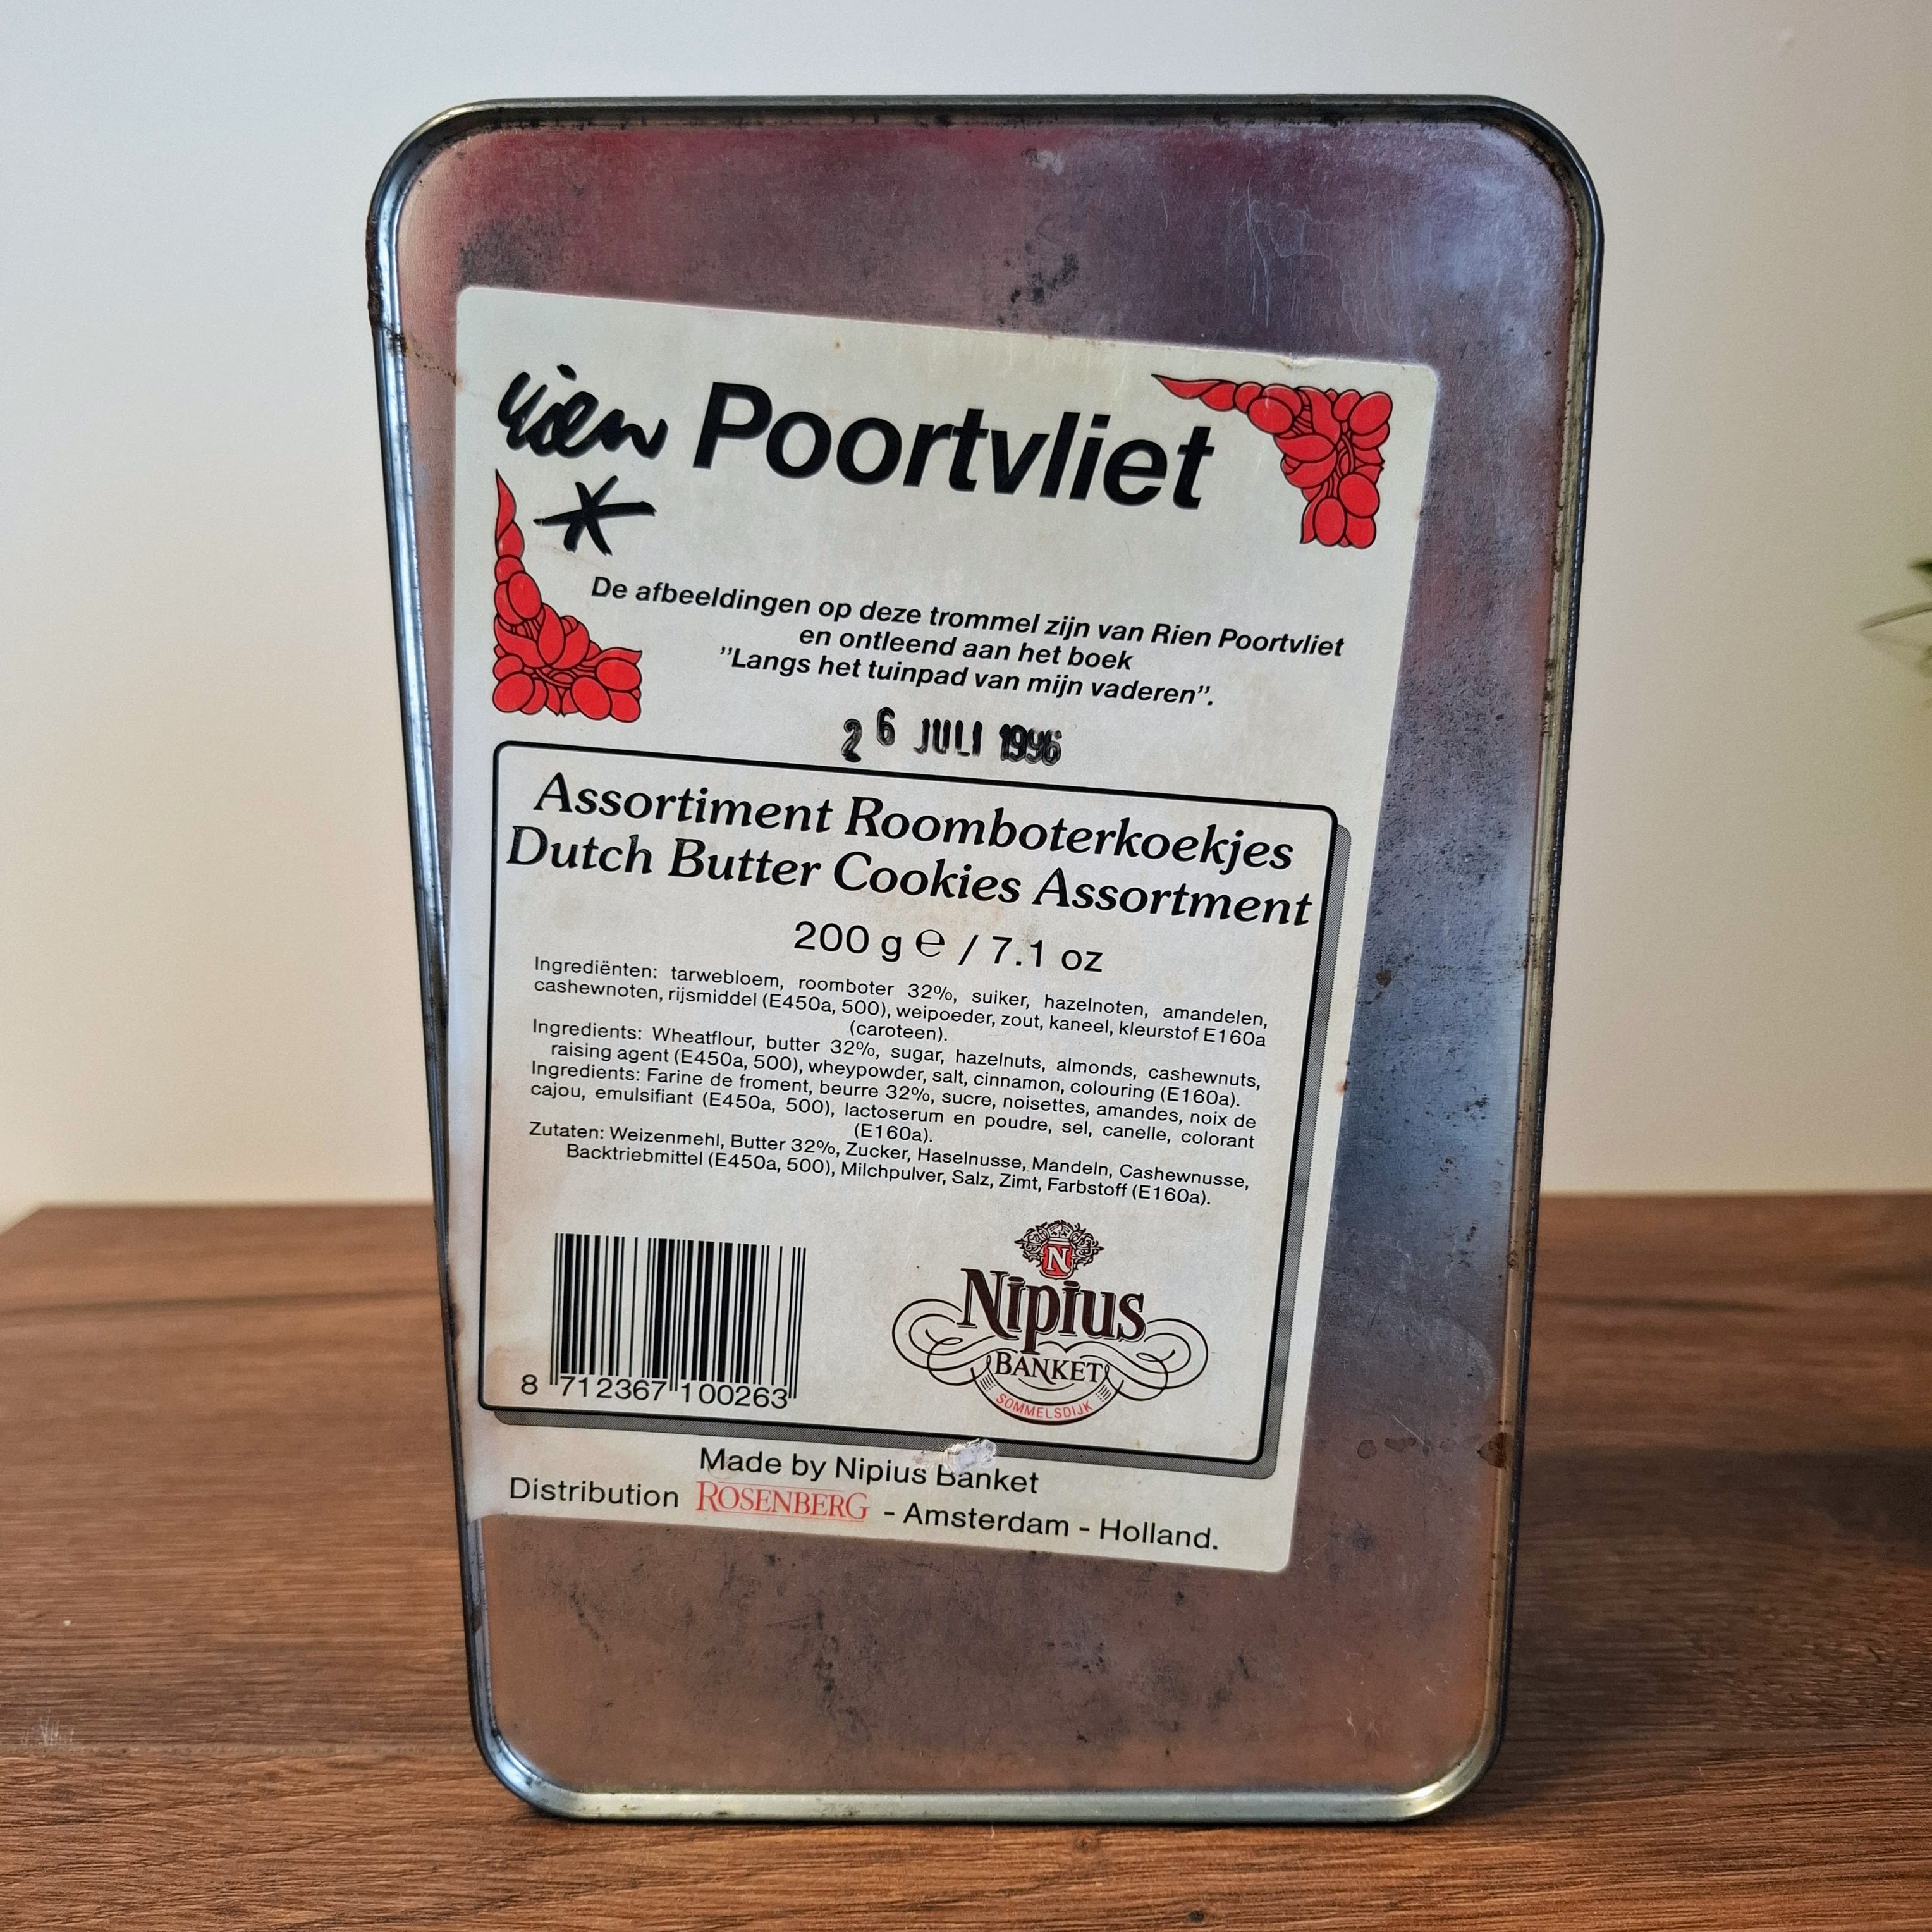 rien Poortvliet
*
De afbeeldingen op deze trommel zijn van Rien Poortvliet
en ontleend aan het boek
"Langs het tuinpad van mijn vaderen".
26 JULI 1996
Assortiment Roomboterkoekjes
Dutch Butter Cookies Assortment
200 g ℮ / 7.1 oz
Ingrediënten: tarwebloem, roomboter 32%, suiker, hazelnoten, amandelen,
cashewnoten, rijsmiddel (E450a, 500), weipoeder, zout, kaneel, kleurstof E160a
(caroteen).
Ingredients: Wheatflour, butter 32%, sugar, hazelnuts, almonds, cashewnuts,
raising agent (E450a, 500), wheypowder, salt, cinnamon, colouring (E160a).
Ingredients: Farine de froment, beurre 32%, sucre, noisettes, amandes, noix de
cajou, emulsifiant (E450a, 500), lactoserum en poudre, sel, canelle, colorant
(E160a).
Zutaten: Weizenmehl, Butter 32%, Zucker, Haselnusse, Mandeln, Cashewnusse,
Backtriebmittel (E450a, 500), Milchpulver, Salz, Zimt, Farbstoff (E160a).
8 712367 100263
N
Nipius
BANKET
SOMMELSDIJK
Made by Nipius Banket
Distribution ROSENBERG - Amsterdam - Holland.